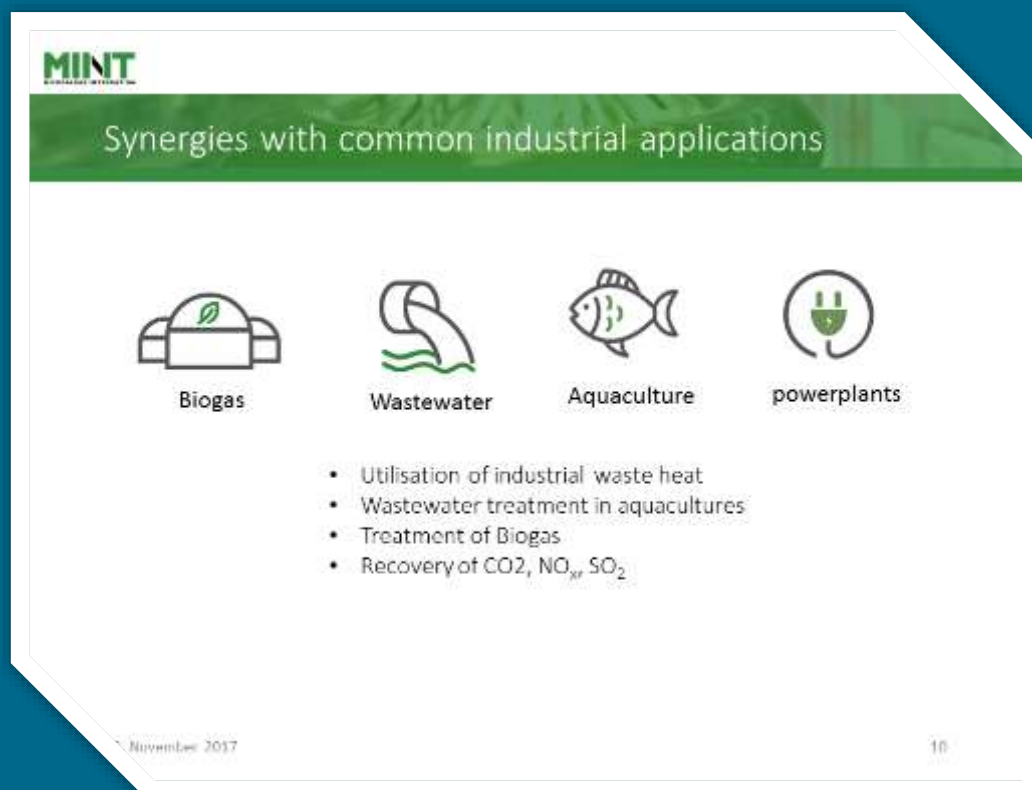 MINT
Synergies with common industrial applications
Biogas
Wastewater
Aquaculture
powerplants
• Utilisation of industrial waste heat
• Wastewater treatment in aquacultures
• Treatment of Biogas
• Recovery of CO2, NOₓ, SO₂
November 2017
10